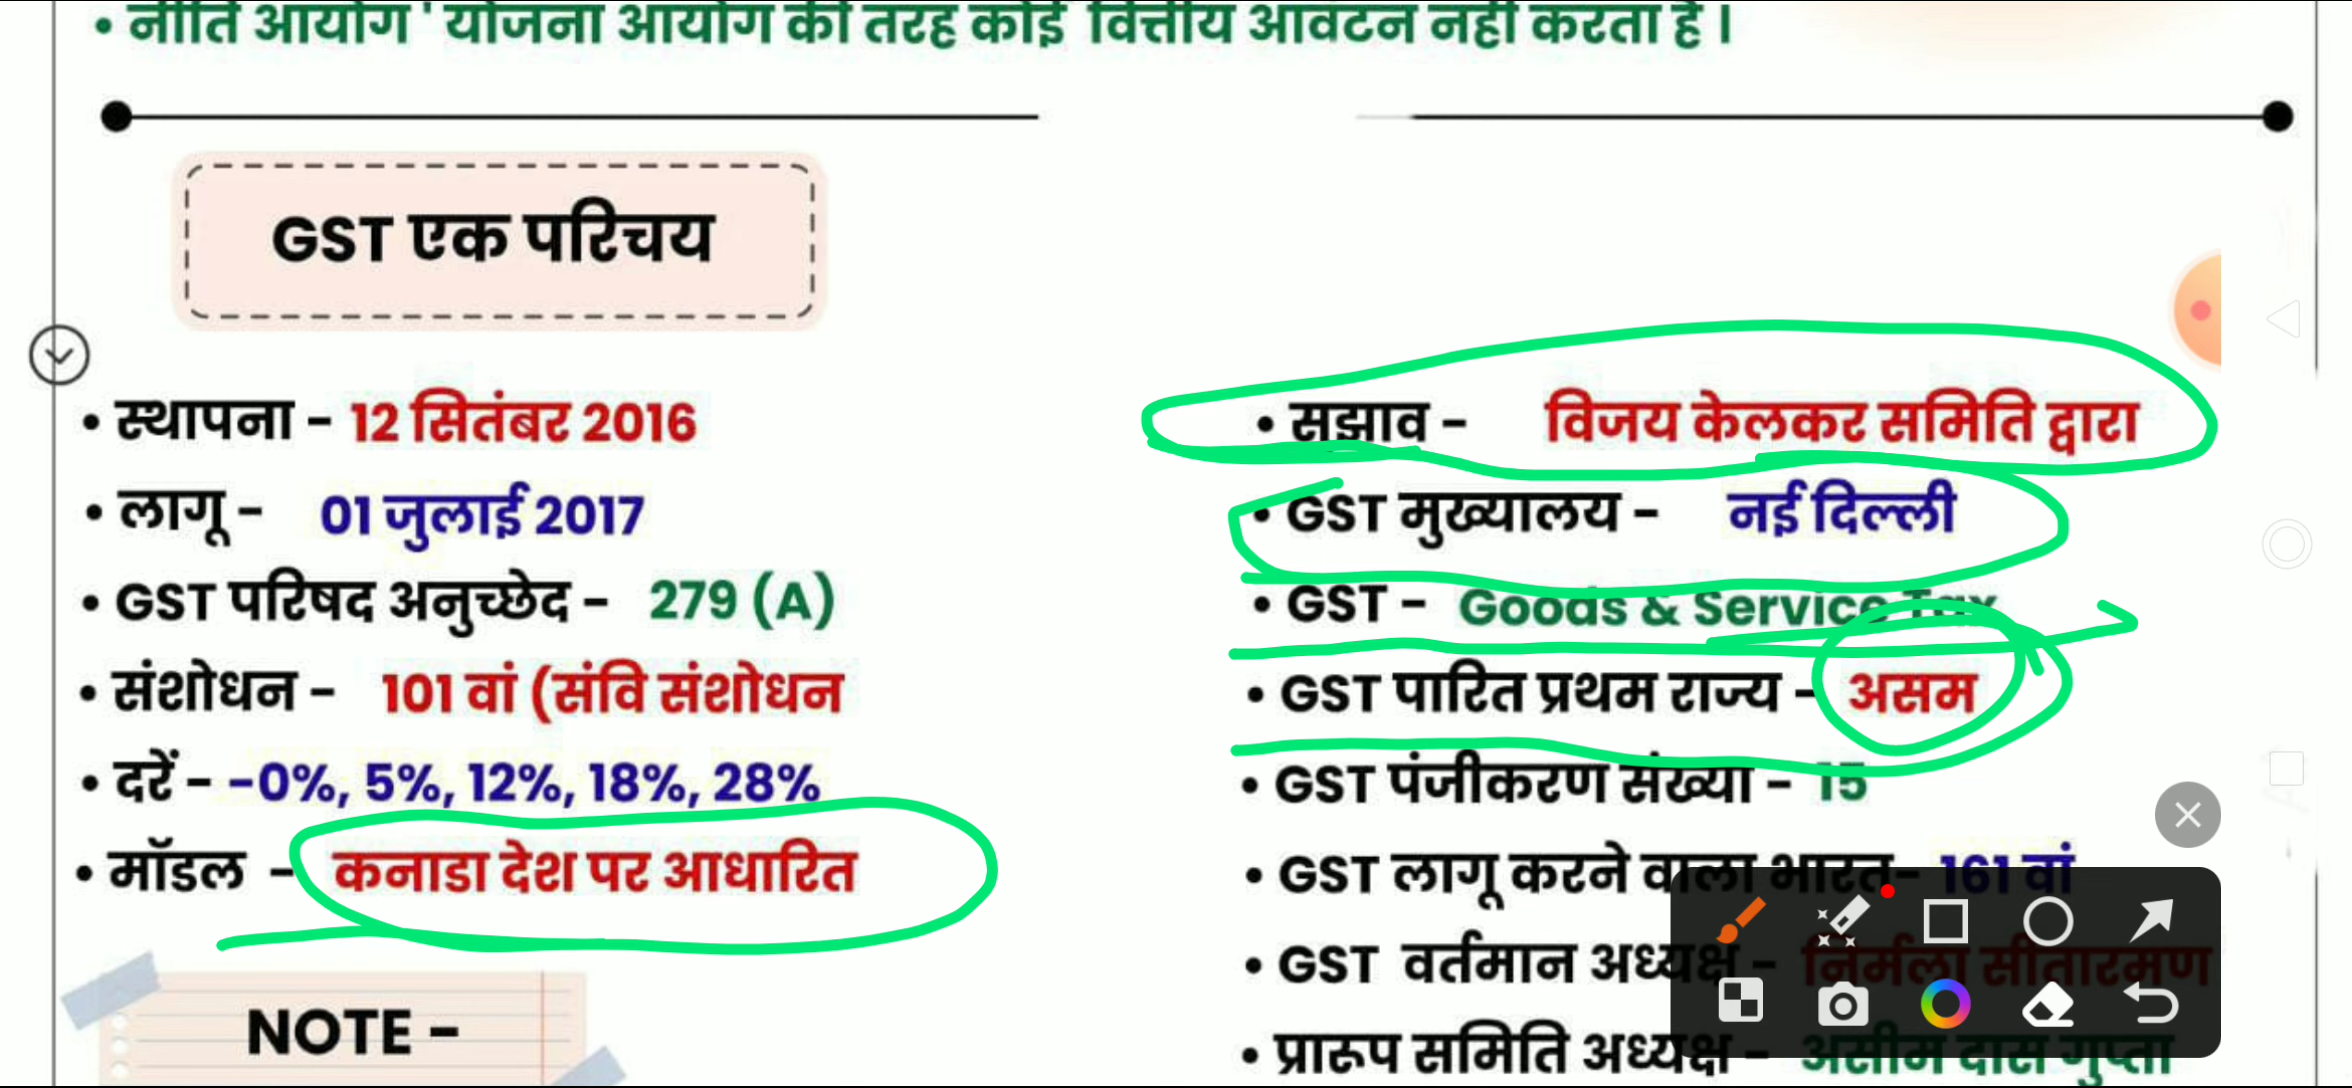 • नीति आयोग ' योजना आयोग की तरह कोई वित्तीय आवंटन नहीं करता है ।
GST एक परिचय
• स्थापना - 12 सितंबर 2016
• लागू - 01 जुलाई 2017
• GST परिषद अनुच्छेद - 279 (A)
• संशोधन - 101 वां (संवि संशोधन
• दरें - -0%, 5%, 12%, 18%, 28%
• मॉडल - कनाडा देश पर आधारित
NOTE -
• सुझाव - विजय केलकर समिति द्वारा
• GST मुख्यालय - नई दिल्ली
• GST - Goods & Service Tax
• GST पारित प्रथम राज्य - असम
• GST पंजीकरण संख्या - 15
• GST लागू करने वाला भारत- 161 वां
• GST वर्तमान अध्यक्ष - निर्मला सीतारमण
• प्रारूप समिति अध्यक्ष - असीम दास गुप्ता